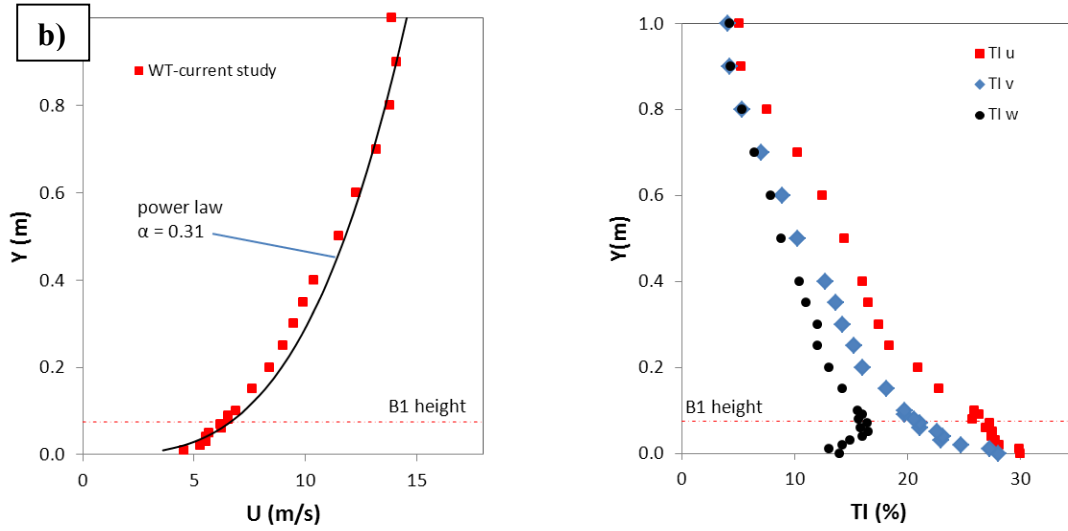 b)
WT-current study
power law
α = 0.31
B1 height
Y (m)
0.8
0.6
0.4
0.2
0.0
0
5
10
15
U (m/s)
TI u
TI v
TI w
B1 height
Y(m)
1.0
0.8
0.6
0.4
0.2
0.0
0
10
20
30
TI (%)